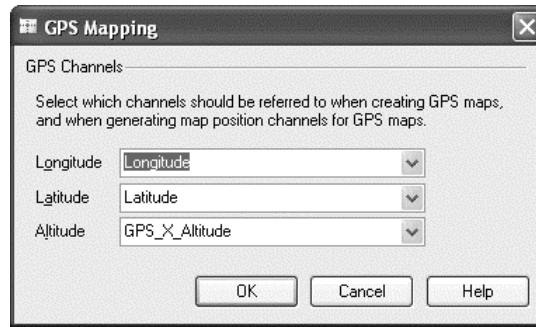 GPS Mapping
GPS Channels
Select which channels should be referred to when creating GPS maps,
and when generating map position channels for GPS maps.
Longitude Longitude
Latitude Latitude
Altitude GPS_X_Altitude
OK Cancel Help